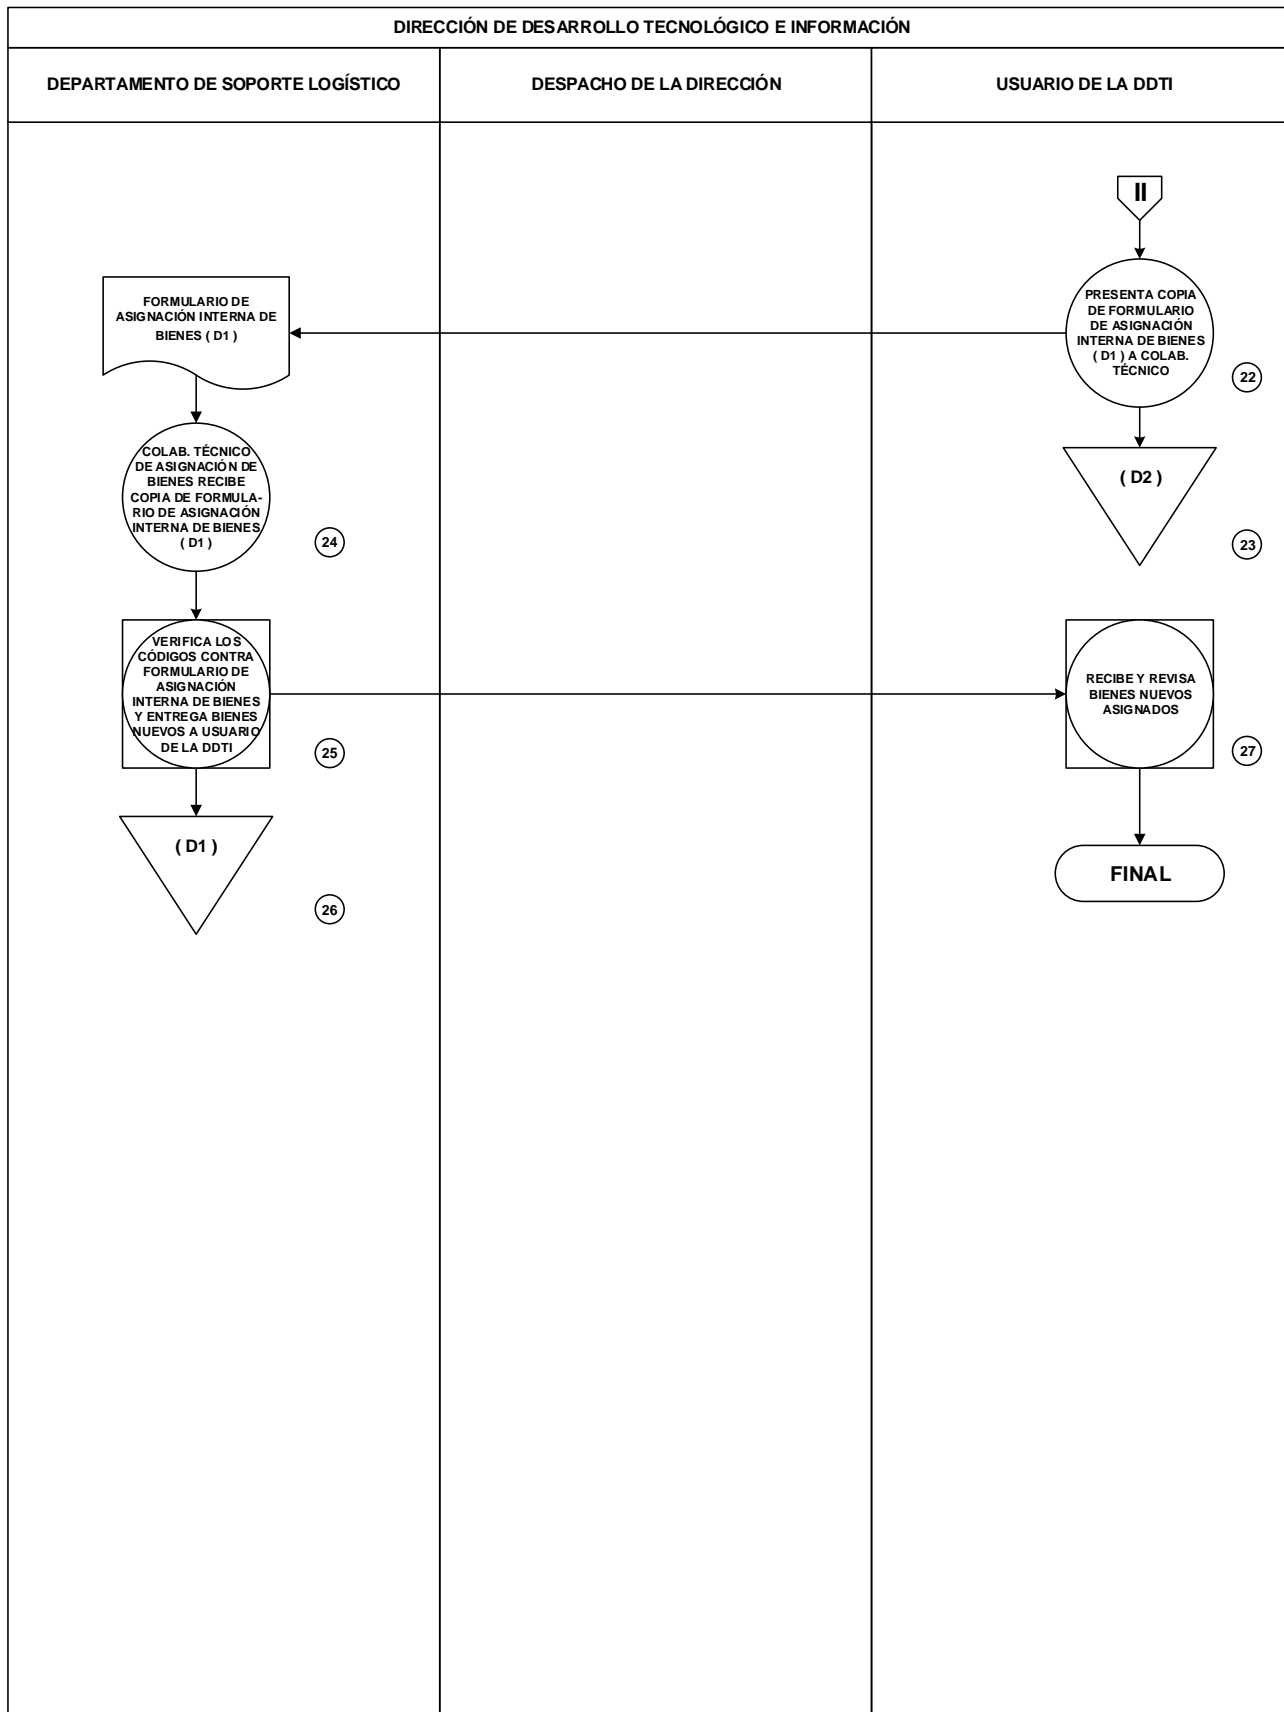 DIRECCIÓN DE DESARROLLO TECNOLÓGICO E INFORMACIÓN
DEPARTAMENTO DE SOPORTE LOGÍSTICO
DESPACHO DE LA DIRECCIÓN
USUARIO DE LA DDTI
II
PRESENTA COPIA
DE FORMULARIO
DE ASIGNACIÓN
INTERNA DE BIENES
( D1 ) A COLAB.
TÉCNICO
22
FORMULARIO DE
ASIGNACIÓN INTERNA DE
BIENES ( D1 )
( D2 )
23
COLAB. TÉCNICO
DE ASIGNACIÓN DE
BIENES RECIBE
COPIA DE FORMULA-
RIO DE ASIGNACIÓN
INTERNA DE BIENES
( D1 )
24
VERIFICA LOS
CÓDIGOS CONTRA
FORMULARIO DE
ASIGNACIÓN
INTERNA DE BIENES
Y ENTREGA BIENES
NUEVOS A USUARIO
DE LA DDTI
25
RECIBE Y REVISA
BIENES NUEVOS
ASIGNADOS
27
( D1 )
26
FINAL